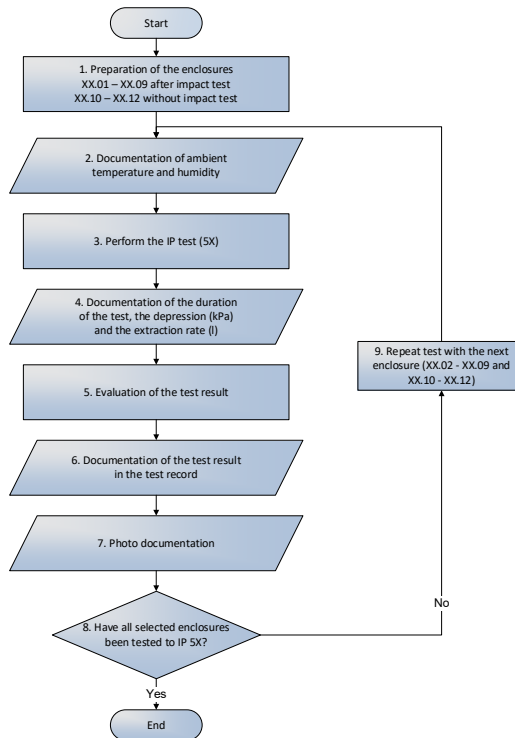 Start
1. Preparation of the enclosures
XX.01 – XX.09 after impact test
XX.10 – XX.12 without impact test
2. Documentation of ambient
temperature and humidity
3. Perform the IP test (5X)
4. Documentation of the duration
of the test, the depression (kPa)
and the extraction rate (l)
5. Evaluation of the test result
6. Documentation of the test result
in the test record
7. Photo documentation
8. Have all selected enclosures
been tested to IP 5X?
Yes
End
No
9. Repeat test with the next
enclosure (XX.02 - XX.09 and
XX.10 - XX.12)